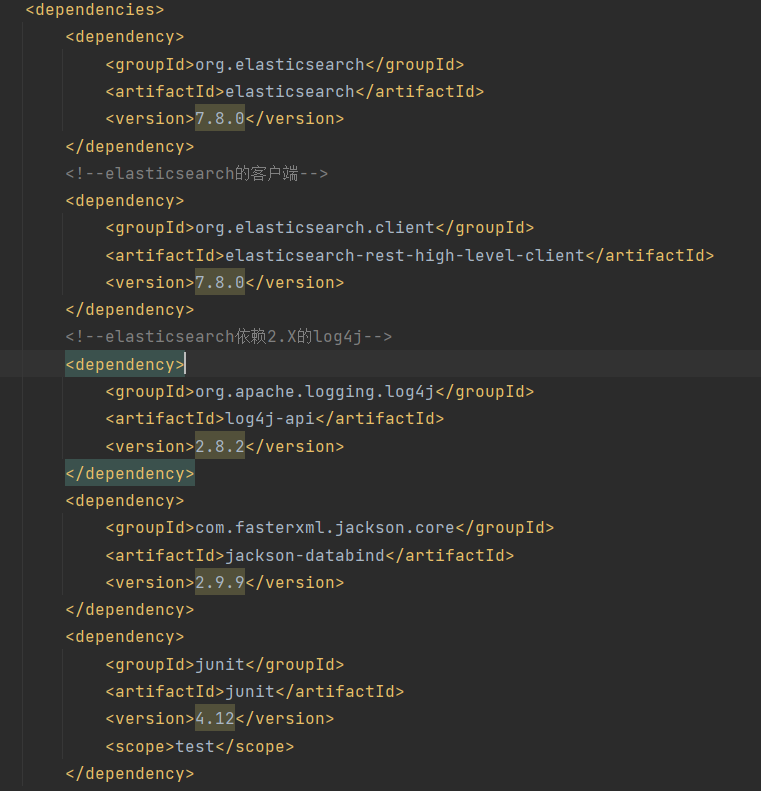 <dependencies>
<dependency>
<groupId>org.elasticsearch</groupId>
<artifactId>elasticsearch</artifactId>
<version>7.8.0</version>
</dependency>
<!--elasticsearch的客户端-->
<dependency>
<groupId>org.elasticsearch.client</groupId>
<artifactId>elasticsearch-rest-high-level-client</artifactId>
<version>7.8.0</version>
</dependency>
<!--elasticsearch依赖2.X的log4j-->
<dependency>
<groupId>org.apache.logging.log4j</groupId>
<artifactId>log4j-api</artifactId>
<version>2.8.2</version>
</dependency>
<dependency>
<groupId>com.fasterxml.jackson.core</groupId>
<artifactId>jackson-databind</artifactId>
<version>2.9.9</version>
</dependency>
<dependency>
<groupId>junit</groupId>
<artifactId>junit</artifactId>
<version>4.12</version>
<scope>test</scope>
</dependency>